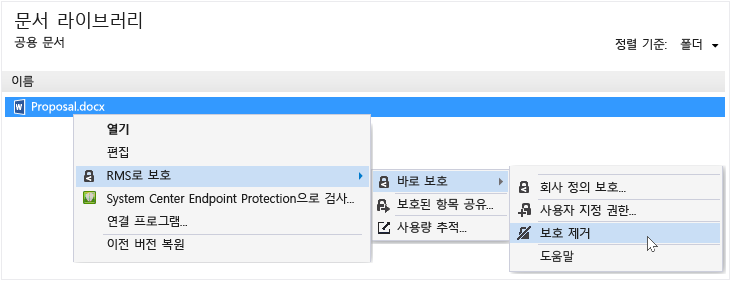 문서 라이브러리
공용 문서
정렬 기준: 폴더
이름
Proposal.docx
열기
편집
RMS로 보호
System Center Endpoint Protection으로 검사...
연결 프로그램...
이전 버전 복원
바로 보호
보호된 항목 공유...
사용량 추적...
회사 정의 보호...
사용자 지정 권한...
보호 제거
도움말